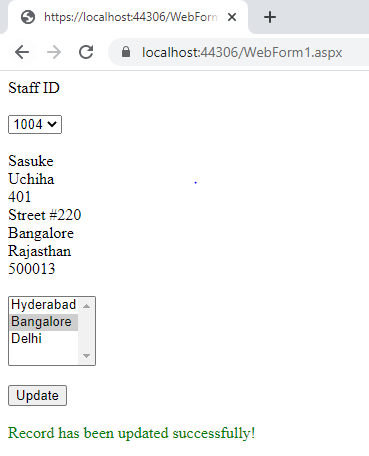 https://localhost:44306/WebForm1
localhost:44306/WebForm1.aspx
Staff ID
1004
Sasuke
Uchiha
401
Street #220
Bangalore
Rajasthan
500013
Hyderabad
Bangalore
Delhi
Update
Record has been updated successfully!